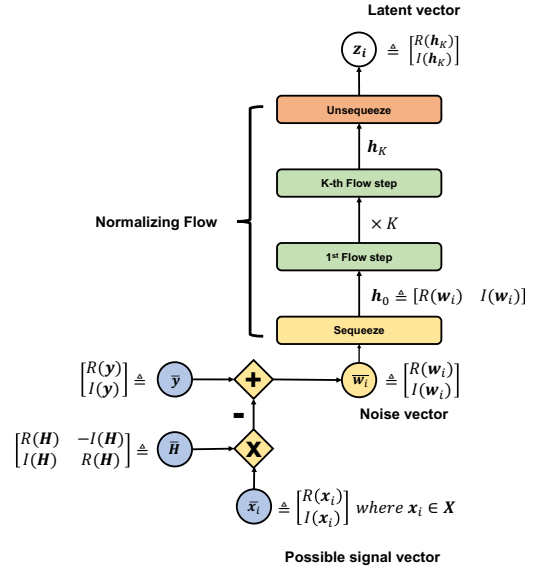 Latent vector
z_i ≜ [R(h_K) I(h_K)]
Unsequeeze
h_K
K-th Flow step
Normalizing Flow
× K
1st Flow step
h_0 ≜ [R(w_i) I(w_i)]
Sequeeze
[R(y) I(y)] ≜ ȳ + w̄_i ≜ [R(w_i) I(w_i)]
Noise vector
-
[R(H) −I(H) I(H) R(H)] ≜ H̄ X
x̄_i ≜ [R(x_i) I(x_i)] where x_i ∈ X
Possible signal vector